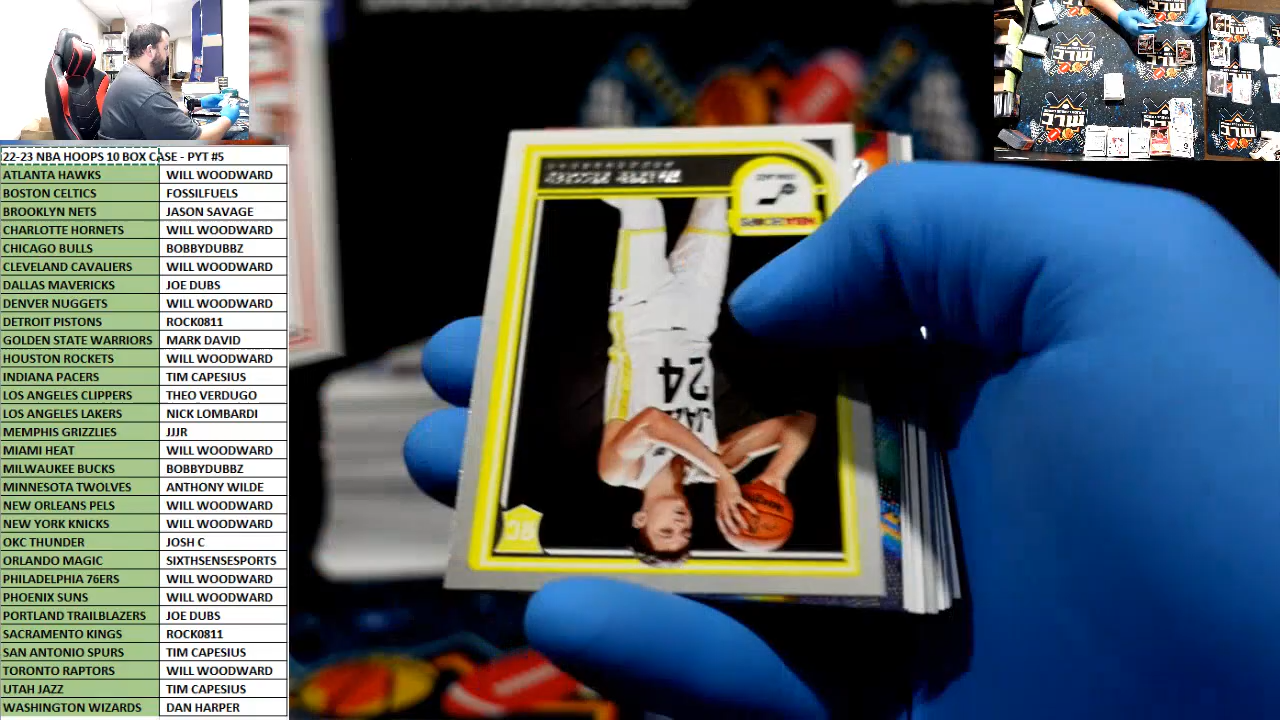 22-23 NBA HOOPS 10 BOX CASE - PYT #5
ATLANTA HAWKS WILL WOODWARD
BOSTON CELTICS FOSSILFUELS
BROOKLYN NETS JASON SAVAGE
CHARLOTTE HORNETS WILL WOODWARD
CHICAGO BULLS BOBBYDUBBZ
CLEVELAND CAVALIERS WILL WOODWARD
DALLAS MAVERICKS JOE DUBS
DENVER NUGGETS WILL WOODWARD
DETROIT PISTONS ROCK0811
GOLDEN STATE WARRIORS MARK DAVID
HOUSTON ROCKETS WILL WOODWARD
INDIANA PACERS TIM CAPESIUS
LOS ANGELES CLIPPERS THEO VERDUGO
LOS ANGELES LAKERS NICK LOMBARDI
MEMPHIS GRIZZLIES JJJR
MIAMI HEAT WILL WOODWARD
MILWAUKEE BUCKS BOBBYDUBBZ
MINNESOTA TWOLVES ANTHONY WILDE
NEW ORLEANS PELS WILL WOODWARD
NEW YORK KNICKS WILL WOODWARD
OKC THUNDER JOSH C
ORLANDO MAGIC SIXTHSENSESPORTS
PHILADELPHIA 76ERS WILL WOODWARD
PHOENIX SUNS WILL WOODWARD
PORTLAND TRAILBLAZERS JOE DUBS
SACRAMENTO KINGS ROCK0811
SAN ANTONIO SPURS TIM CAPESIUS
TORONTO RAPTORS WILL WOODWARD
UTAH JAZZ TIM CAPESIUS
WASHINGTON WIZARDS DAN HARPER
NBA HOOPS
24
RC